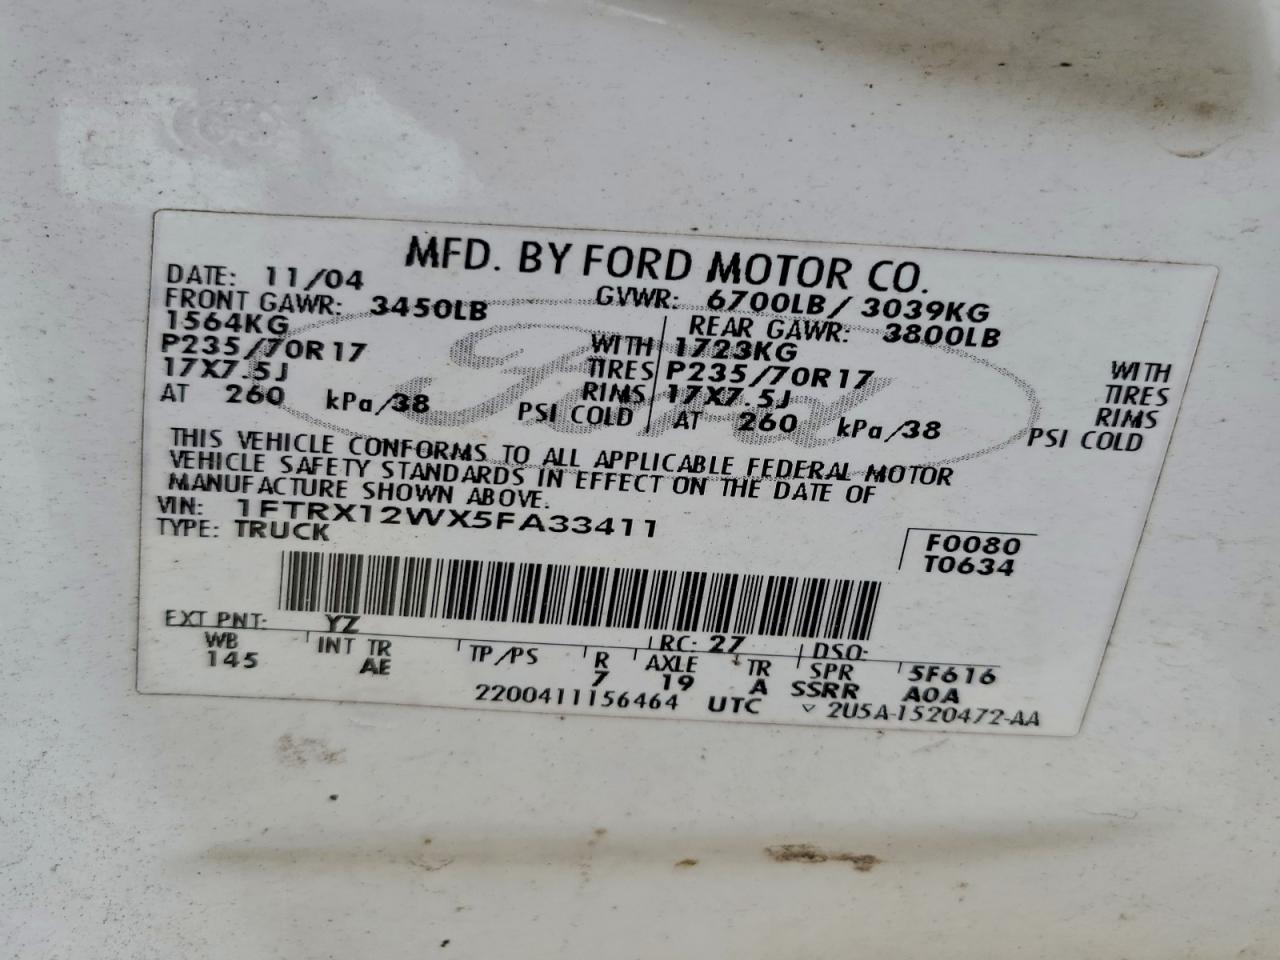 MFD. BY FORD MOTOR CO.
DATE: 11/04 GVWR: 6700LB / 3039KG
FRONT GAWR: 3450LB REAR GAWR: 3800LB
1564KG WITH 1723KG WITH
P235/70R17 TIRES P235/70R17 TIRES
17X7.5J RIMS 17X7.5J RIMS
AT 260 kPa/38 PSI COLD AT 260 kPa/38 PSI COLD
Ford
THIS VEHICLE CONFORMS TO ALL APPLICABLE FEDERAL MOTOR
VEHICLE SAFETY STANDARDS IN EFFECT ON THE DATE OF
MANUFACTURE SHOWN ABOVE.
VIN: 1FTRX12WX5FA33411
TYPE: TRUCK
F0080
T0634
EXT PNT: YZ RC: 27 DSO:
WB INT TR TP/PS R AXLE TR SPR 5F616
145 AE 7 19 A SSRR A0A
2200411156464 UTC ▽ 2U5A-1520472-AA